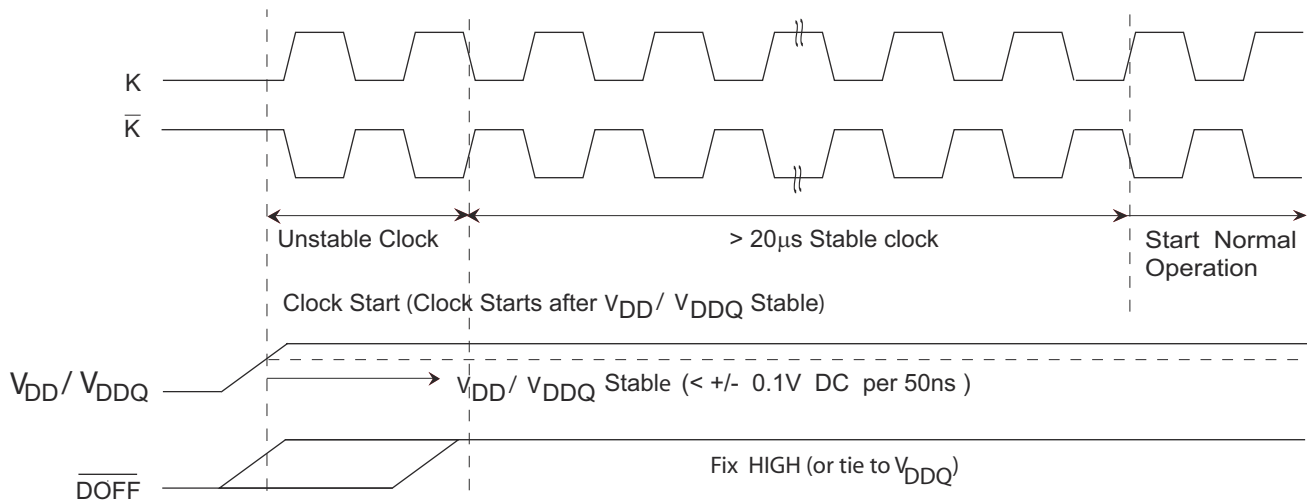 K
K̅
Unstable Clock
> 20μs Stable clock
Start Normal
Operation
Clock Start (Clock Starts after VDD / VDDQ Stable)
VDD / VDDQ
VDD / VDDQ Stable (< +/- 0.1V DC per 50ns )
Fix HIGH (or tie to VDDQ)
DOFF